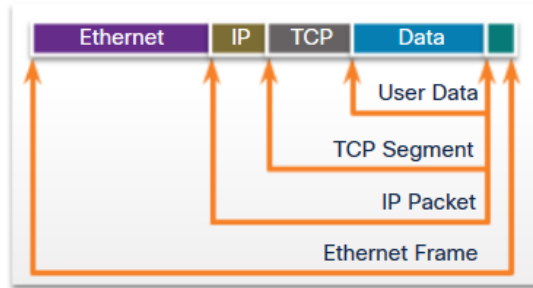 Ethernet IP TCP Data
User Data
TCP Segment
IP Packet
Ethernet Frame